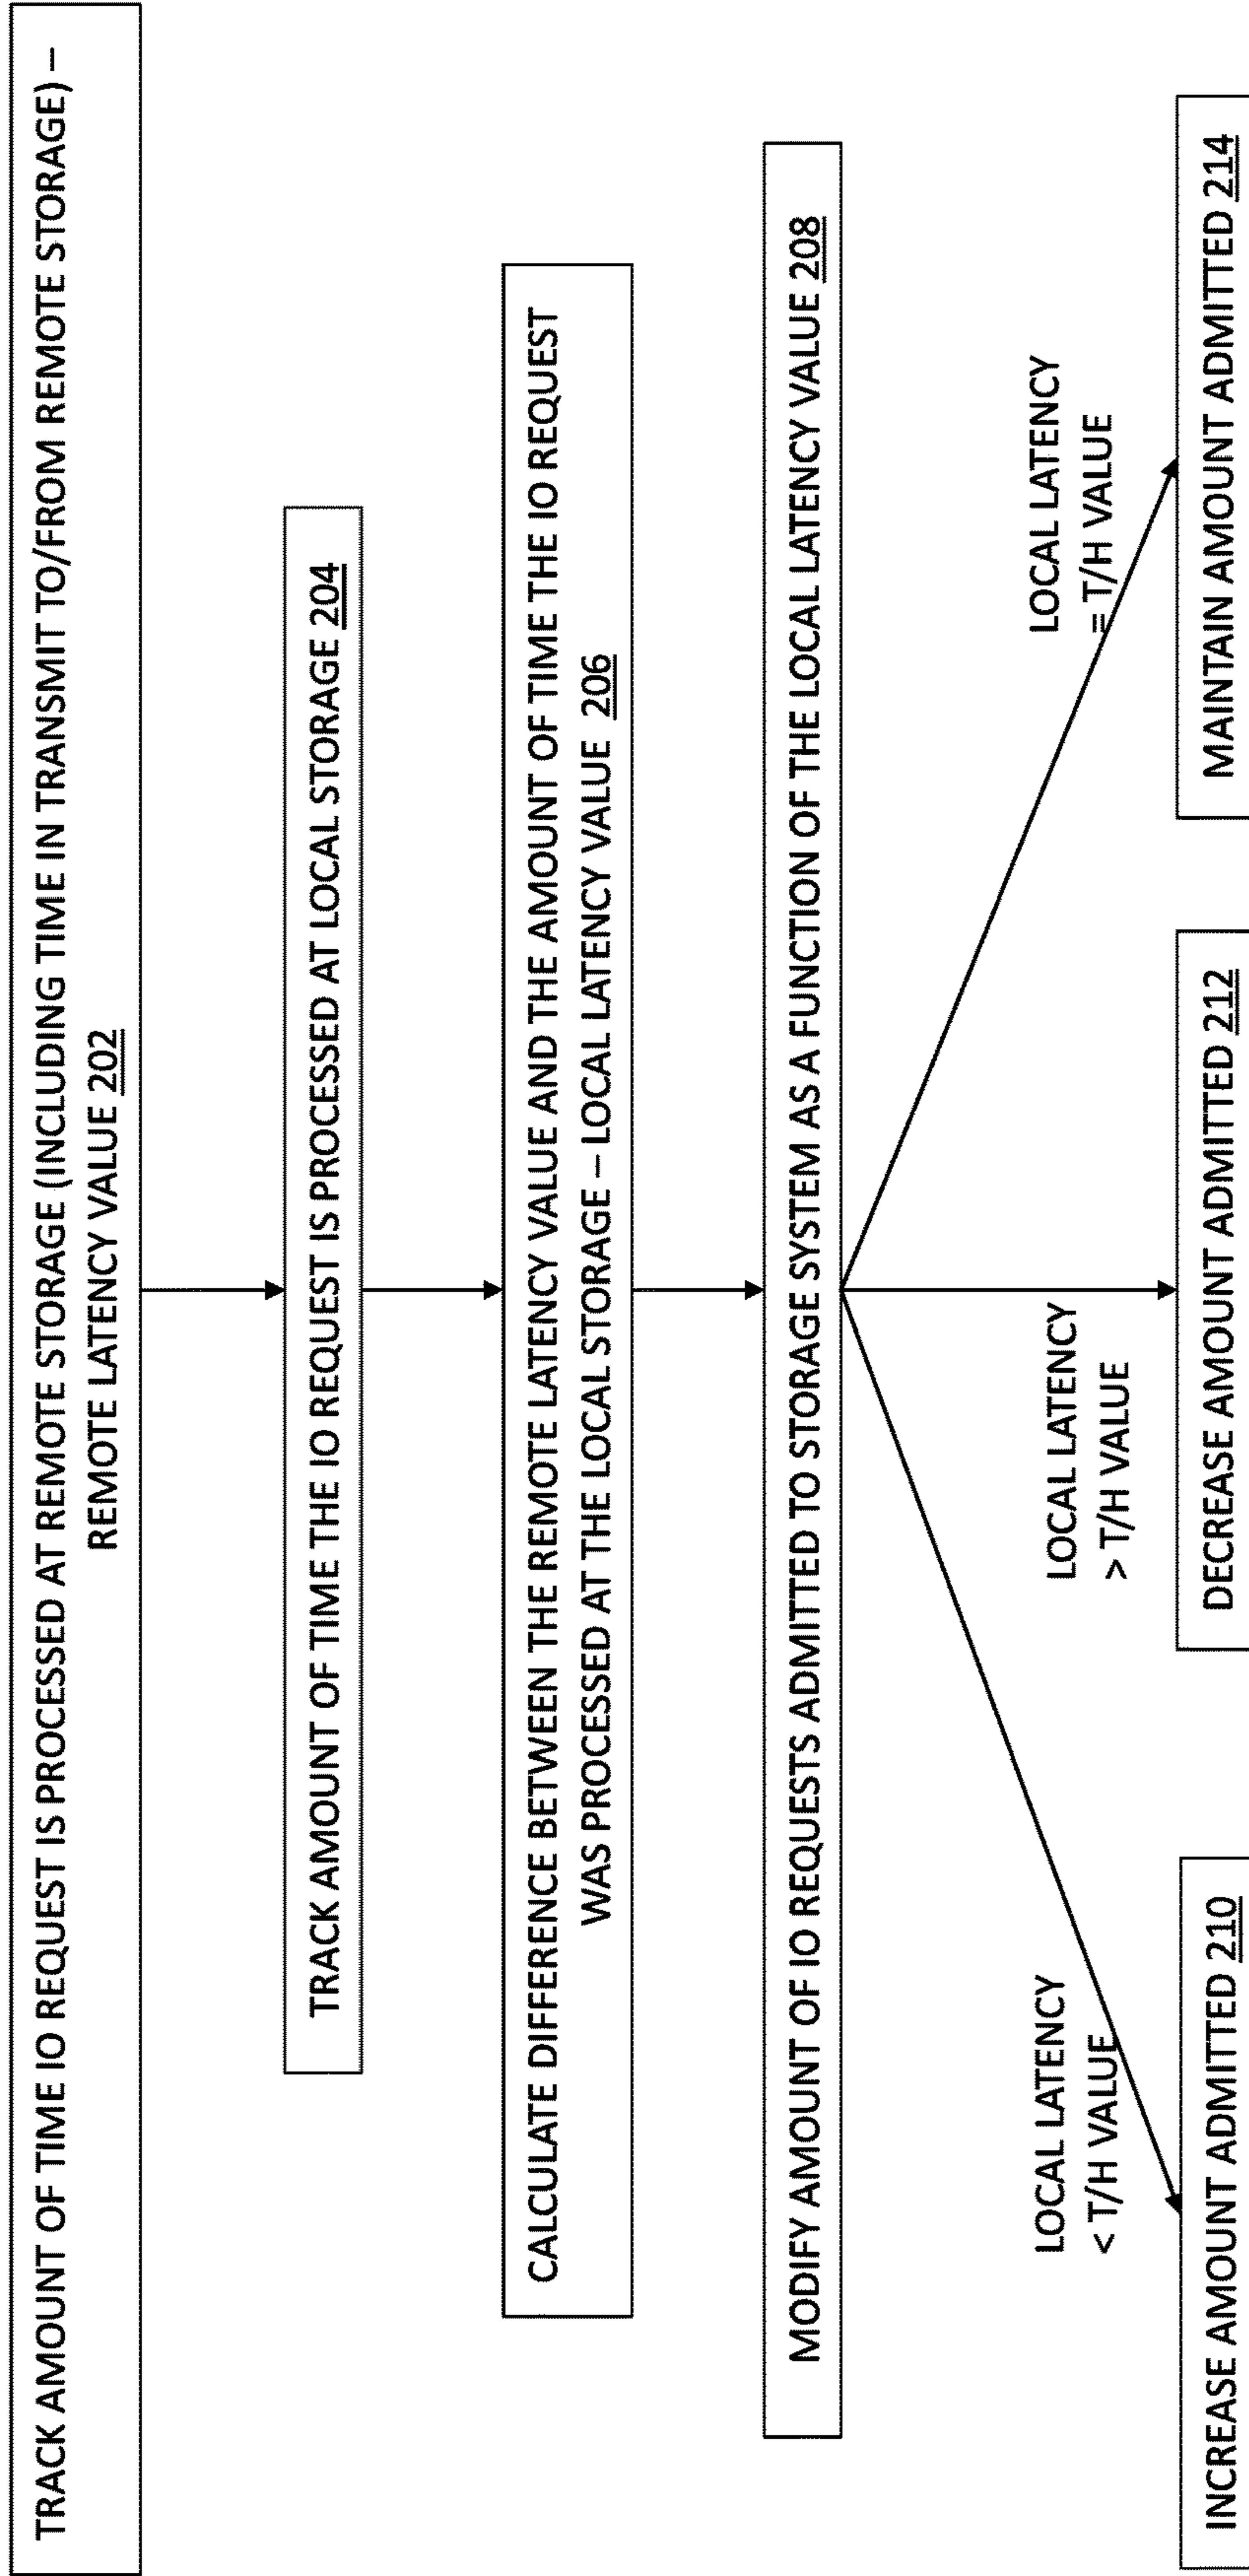 TRACK AMOUNT OF TIME IO REQUEST IS PROCESSED AT REMOTE STORAGE (INCLUDING TIME IN TRANSMIT TO/FROM REMOTE STORAGE) –
REMOTE LATENCY VALUE 202
TRACK AMOUNT OF TIME THE IO REQUEST IS PROCESSED AT LOCAL STORAGE 204
CALCULATE DIFFERENCE BETWEEN THE REMOTE LATENCY VALUE AND THE AMOUNT OF TIME THE IO REQUEST
WAS PROCESSED AT THE LOCAL STORAGE – LOCAL LATENCY VALUE 206
MODIFY AMOUNT OF IO REQUESTS ADMITTED TO STORAGE SYSTEM AS A FUNCTION OF THE LOCAL LATENCY VALUE 208
LOCAL LATENCY
< T/H VALUE
LOCAL LATENCY
> T/H VALUE
LOCAL LATENCY
= T/H VALUE
INCREASE AMOUNT ADMITTED 210
DECREASE AMOUNT ADMITTED 212
MAINTAIN AMOUNT ADMITTED 214